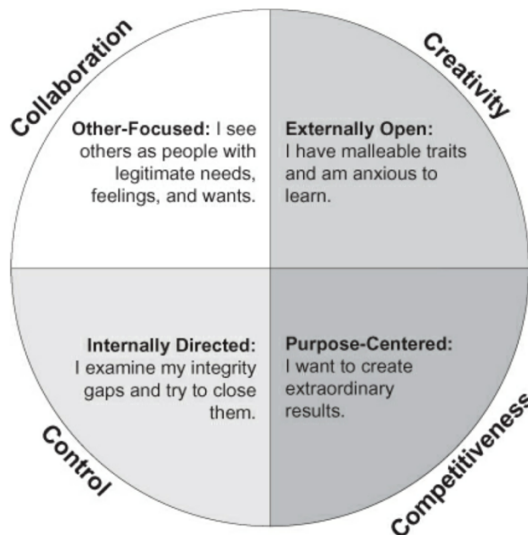 Collaboration
Creativity
Other-Focused: I see
others as people with
legitimate needs,
feelings, and wants.
Externally Open:
I have malleable traits
and am anxious to
learn.
Internally Directed:
I examine my integrity
gaps and try to close
them.
Purpose-Centered:
I want to create
extraordinary
results.
Control
Competitiveness